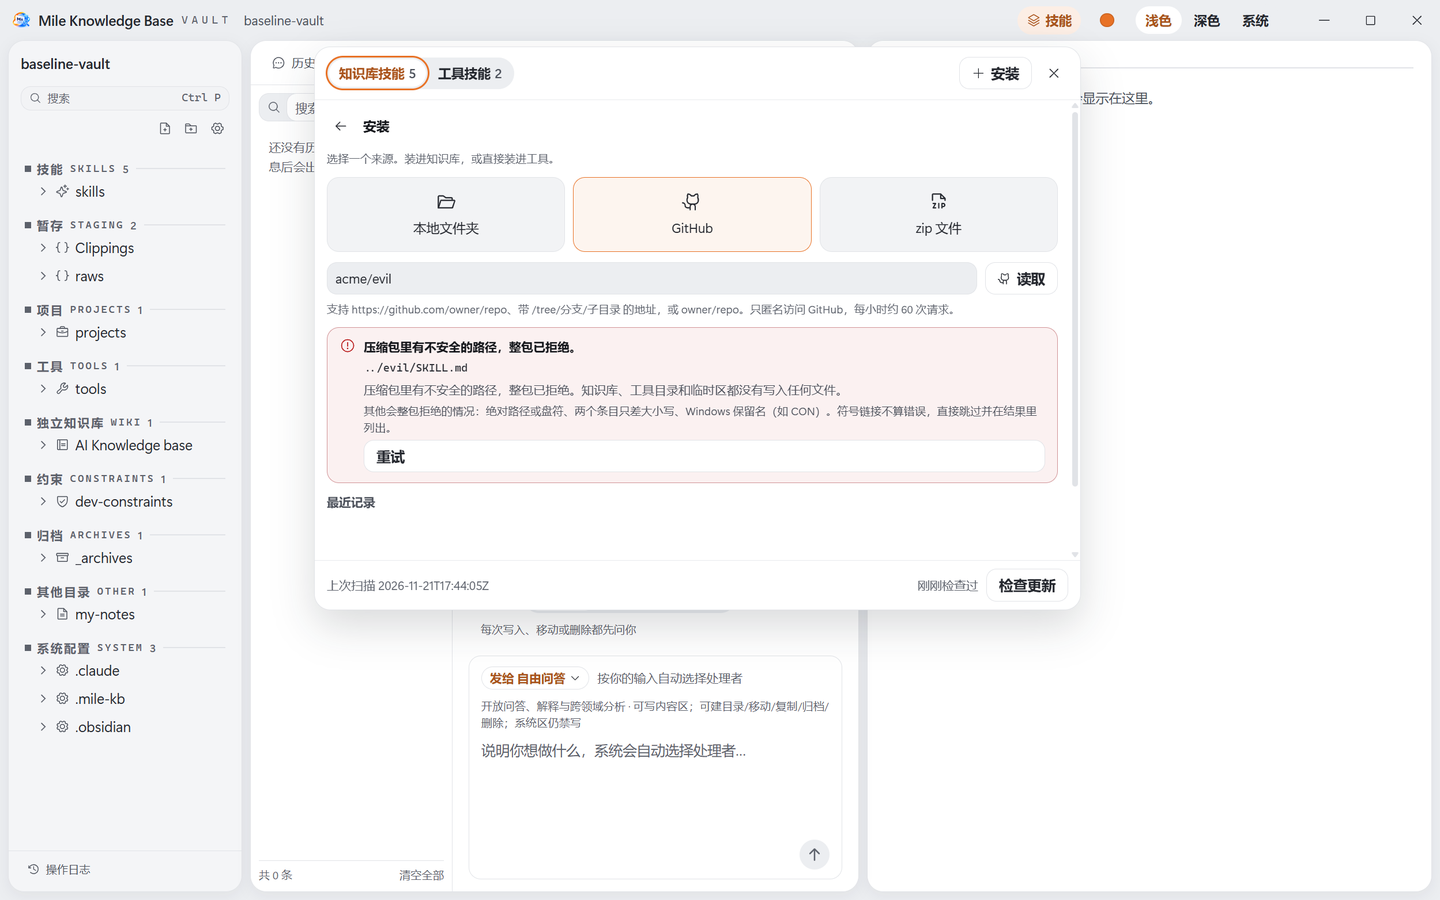 Mile Knowledge Base VAULT baseline-vault
技能
浅色 深色 系统
baseline-vault
搜索 Ctrl P
技能 SKILLS 5
skills
暂存 STAGING 2
Clippings
raws
项目 PROJECTS 1
projects
工具 TOOLS 1
tools
独立知识库 WIKI 1
AI Knowledge base
约束 CONSTRAINTS 1
dev-constraints
归档 ARCHIVES 1
_archives
其他目录 OTHER 1
my-notes
系统配置 SYSTEM 3
.claude
.mile-kb
.obsidian
操作日志
历史
搜索
还没有历
息后会出
共 0 条 清空全部
知识库技能 5 工具技能 2
安装
安装
选择一个来源。装进知识库，或直接装进工具。
本地文件夹
GitHub
ZIP
zip 文件
acme/evil
读取
支持 https://github.com/owner/repo、带 /tree/分支/子目录 的地址，或 owner/repo。只匿名访问 GitHub，每小时约 60 次请求。
压缩包里有不安全的路径，整包已拒绝。
../evil/SKILL.md
压缩包里有不安全的路径，整包已拒绝。知识库、工具目录和临时区都没有写入任何文件。
其他会整包拒绝的情况：绝对路径或盘符、两个条目只差大小写、Windows 保留名（如 CON）。符号链接不算错误，直接跳过并在结果里
列出。
重试
最近记录
上次扫描 2026-11-21T17:44:05Z
刚刚检查过 检查更新
每次写入、移动或删除都先问你
发给 自由问答 按你的输入自动选择处理者
开放问答、解释与跨领域分析 · 可写内容区；可建目录/移动/复制/归档/
删除；系统区仍禁写
说明你想做什么，系统会自动选择处理者...
显示在这里。